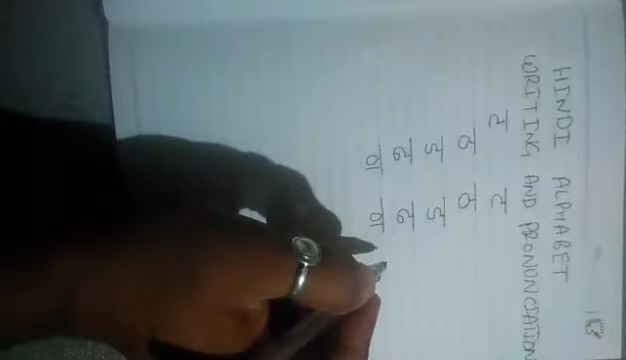 HINDI ALPHABET
WRITING, AND PRONUNCIATION
ट ट
ठ ठ
ड ड
ढ ढ
ण ण